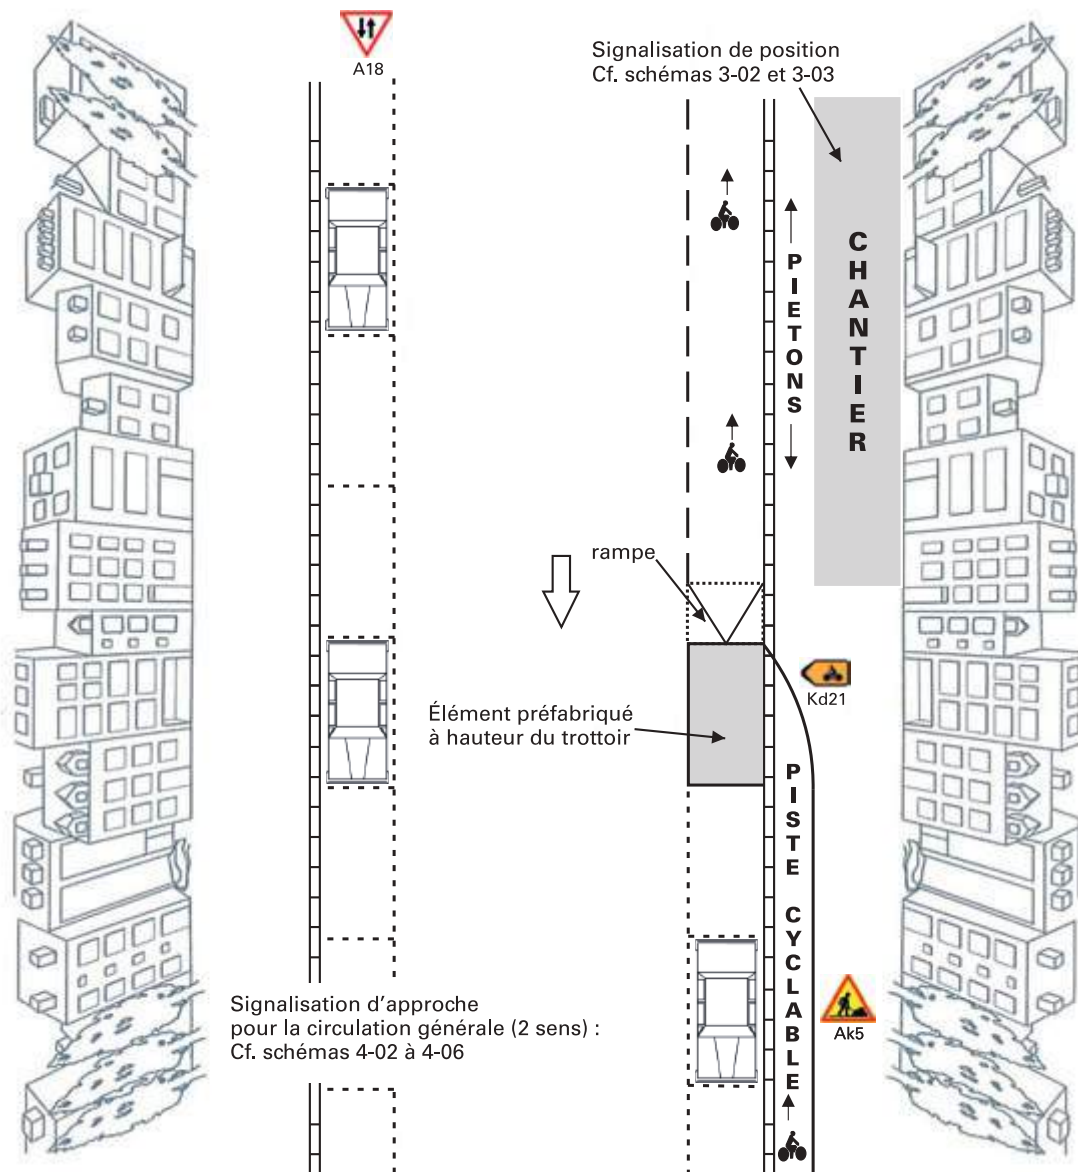 A18
Signalisation de position
Cf. schémas 3-02 et 3-03
CHANTIER
PIETONS
rampe
Kd21
Élément préfabriqué
à hauteur du trottoir
PISTE CYCLABLE
Signalisation d’approche
pour la circulation générale (2 sens) :
Cf. schémas 4-02 à 4-06
Ak5